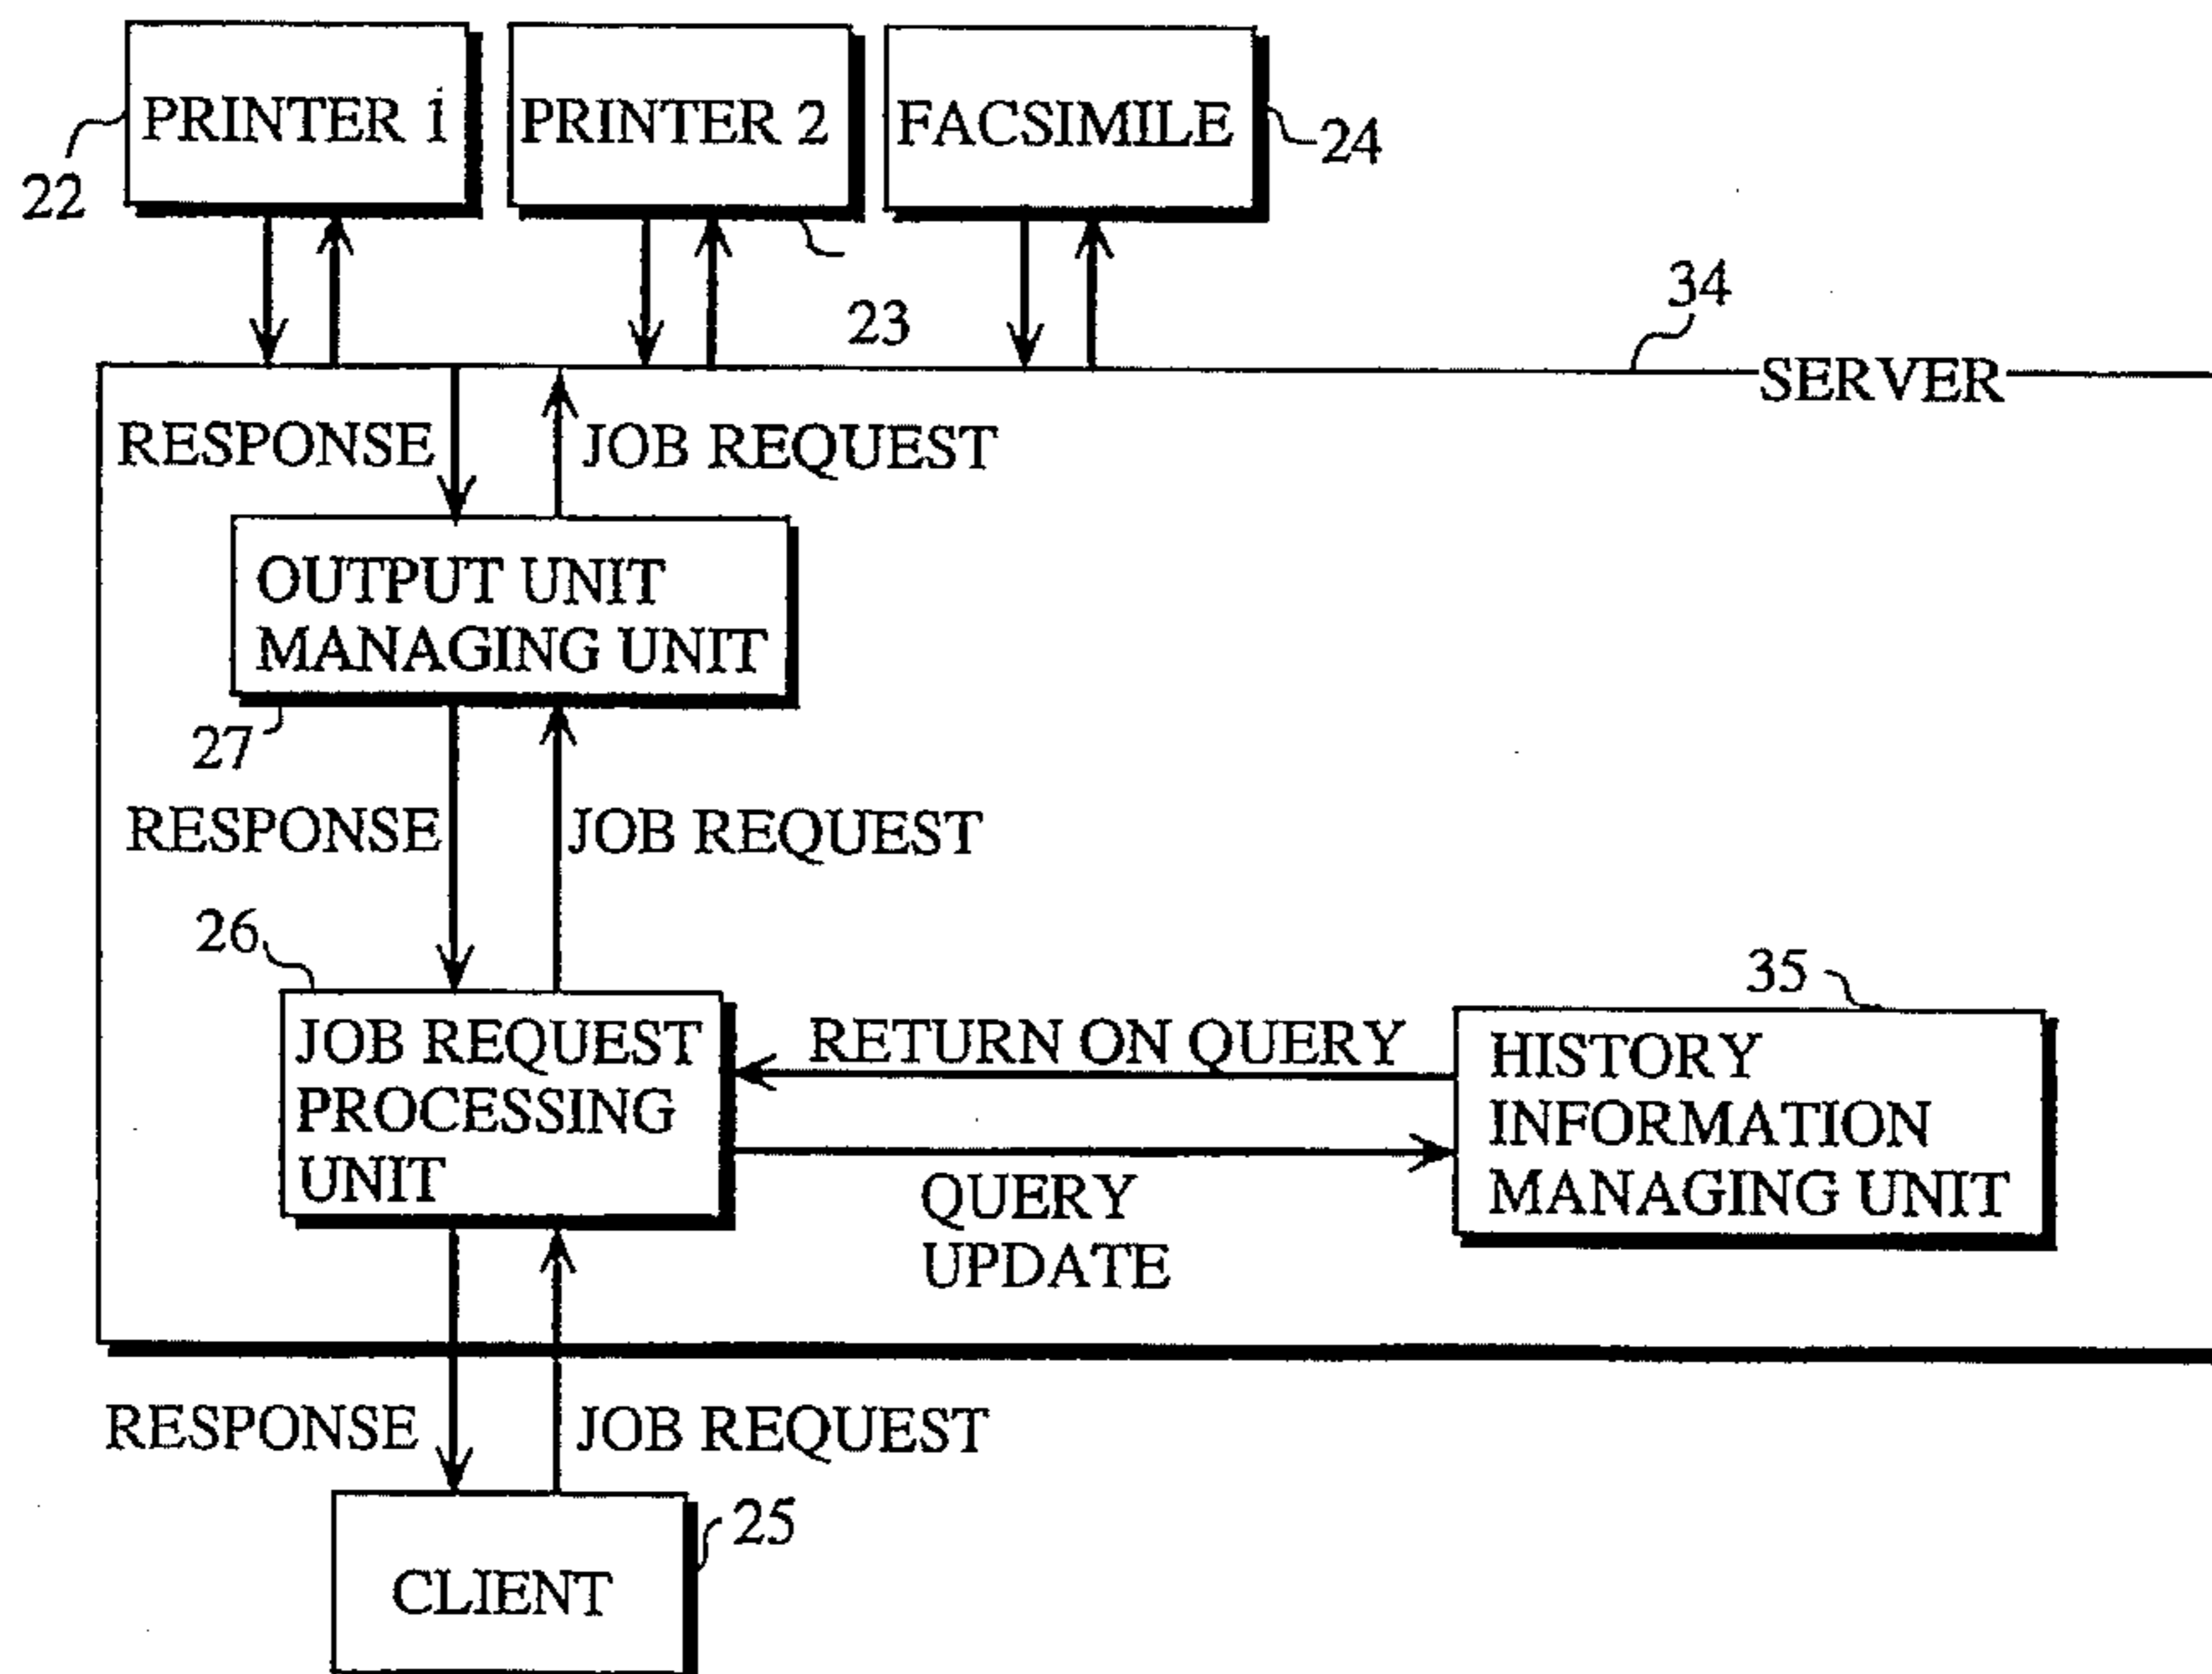 PRINTER 1
PRINTER 2
FACSIMILE
22
24
23
34
SERVER
RESPONSE
JOB REQUEST
OUTPUT UNIT
MANAGING UNIT
27
RESPONSE
JOB REQUEST
26
35
JOB REQUEST
PROCESSING
UNIT
RETURN ON QUERY
QUERY
UPDATE
HISTORY
INFORMATION
MANAGING UNIT
RESPONSE
JOB REQUEST
25
CLIENT